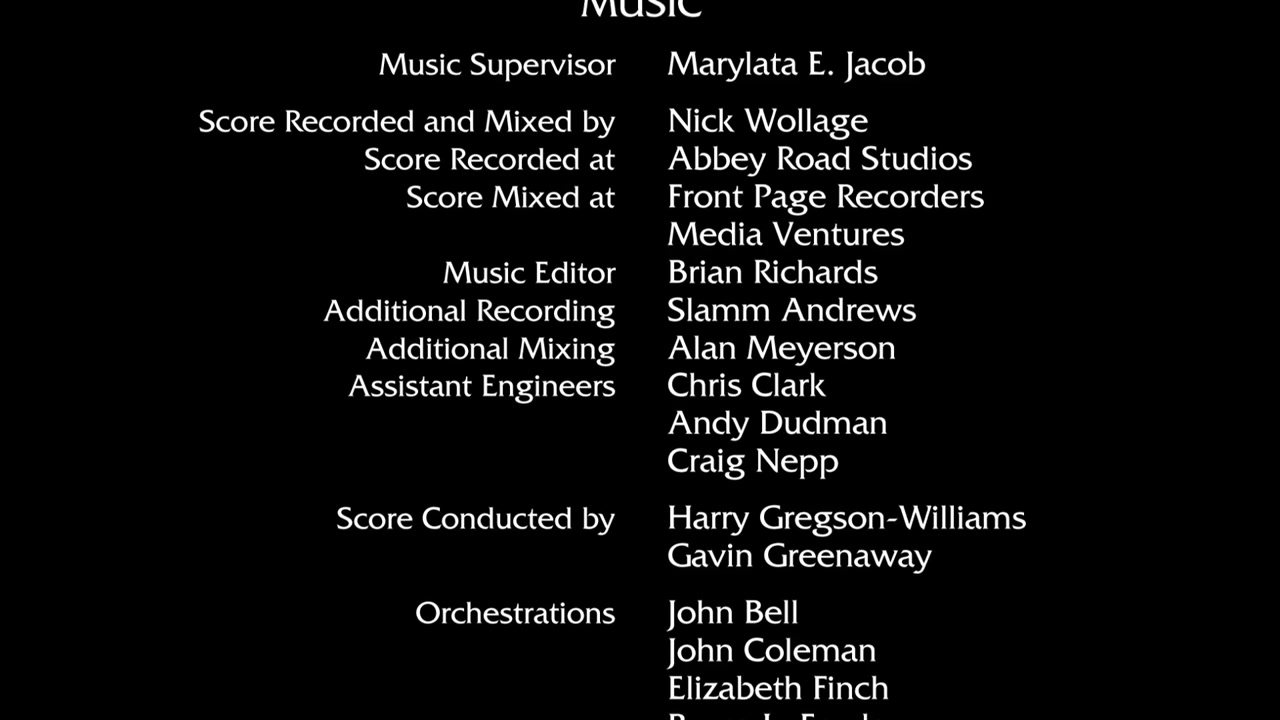 Music
Music Supervisor Marylata E. Jacob
Score Recorded and Mixed by Nick Wollage
Score Recorded at Abbey Road Studios
Score Mixed at Front Page Recorders
Media Ventures
Music Editor Brian Richards
Additional Recording Slamm Andrews
Additional Mixing Alan Meyerson
Assistant Engineers Chris Clark
Andy Dudman
Craig Nepp
Score Conducted by Harry Gregson-Williams
Gavin Greenaway
Orchestrations John Bell
John Coleman
Elizabeth Finch